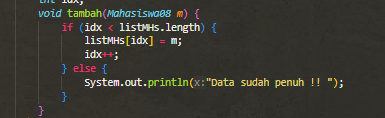 int idx;
void tambah(Mahasiswa08 m) {
if (idx < listMHs.length) {
listMHs[idx] = m;
idx++;
} else {
System.out.println(x:"Data sudah penuh !! ");
}
}